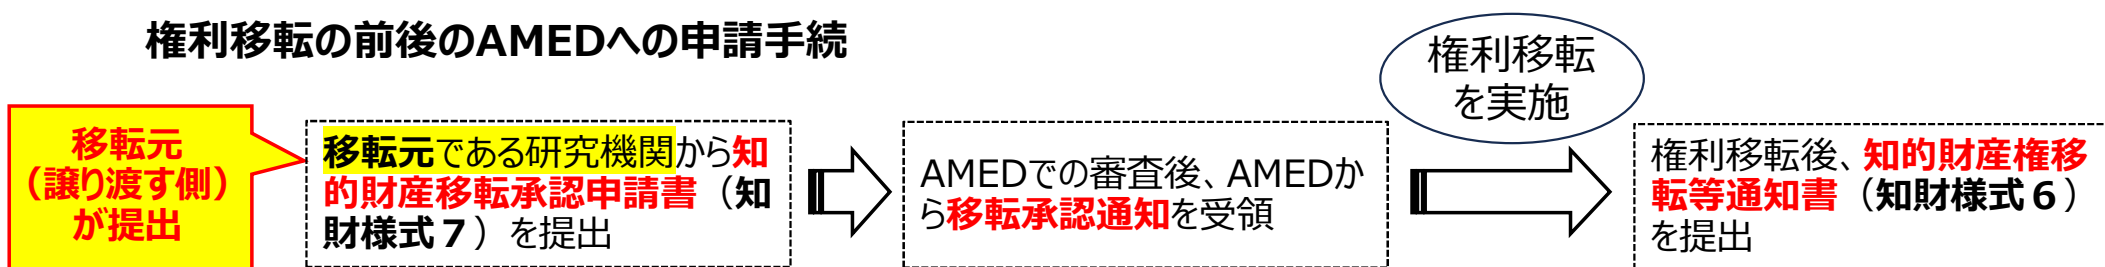 権利移転の前後のAMEDへの申請手続
移転元
（譲り渡す側）
が提出
移転元である研究機関から知
的財産移転承認申請書（知
財様式７）を提出
AMEDでの審査後、AMEDか
ら移転承認通知を受領
権利移転
を実施
権利移転後、知的財産権移
転等通知書（知財様式６）
を提出